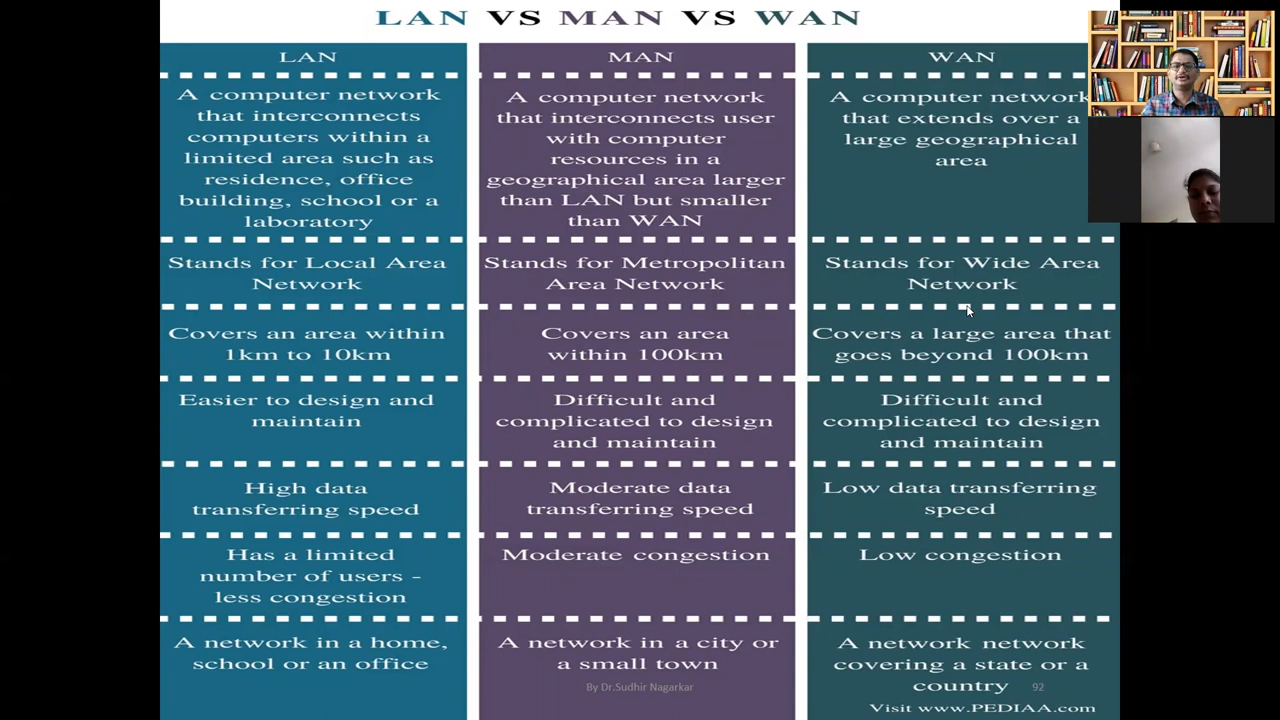 LAN VS MAN VS WAN
LAN
A computer network
that interconnects
computers within a
limited area such as
residence, office
building, school or a
laboratory
Stands for Local Area
Network
Covers an area within
1km to 10km
Easier to design and
maintain
High data
transferring speed
Has a limited
number of users -
less congestion
A network in a home,
school or an office
MAN
A computer network
that interconnects user
with computer
resources in a
geographical area larger
than LAN but smaller
than WAN
Stands for Metropolitan
Area Network
Covers an area
within 100km
Difficult and
complicated to design
and maintain
Moderate data
transferring speed
Moderate congestion
A network in a city or
a small town
By Dr.Sudhir Nagarkar
WAN
A computer network
that extends over a
large geographical
area
Stands for Wide Area
Network
Covers a large area that
goes beyond 100km
Difficult and
complicated to design
and maintain
Low data transferring
speed
Low congestion
A network network
covering a state or a
country
92
Visit www.PEDIAA.com